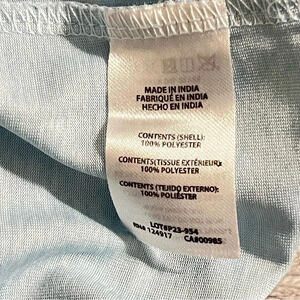 MADE IN INDIA
FABRIQUÉ EN INDIA
HECHO EN INDIA
CONTENTS (SHELL):
100% POLYESTER
CONTENTS(TISSUE EXTÉRIEUR):
100% POLYESTER
CONTENTS (TEJIDO EXTERNO):
100% POLIÉSTER
LOT#P23-954
RN# 124917 CA#00985